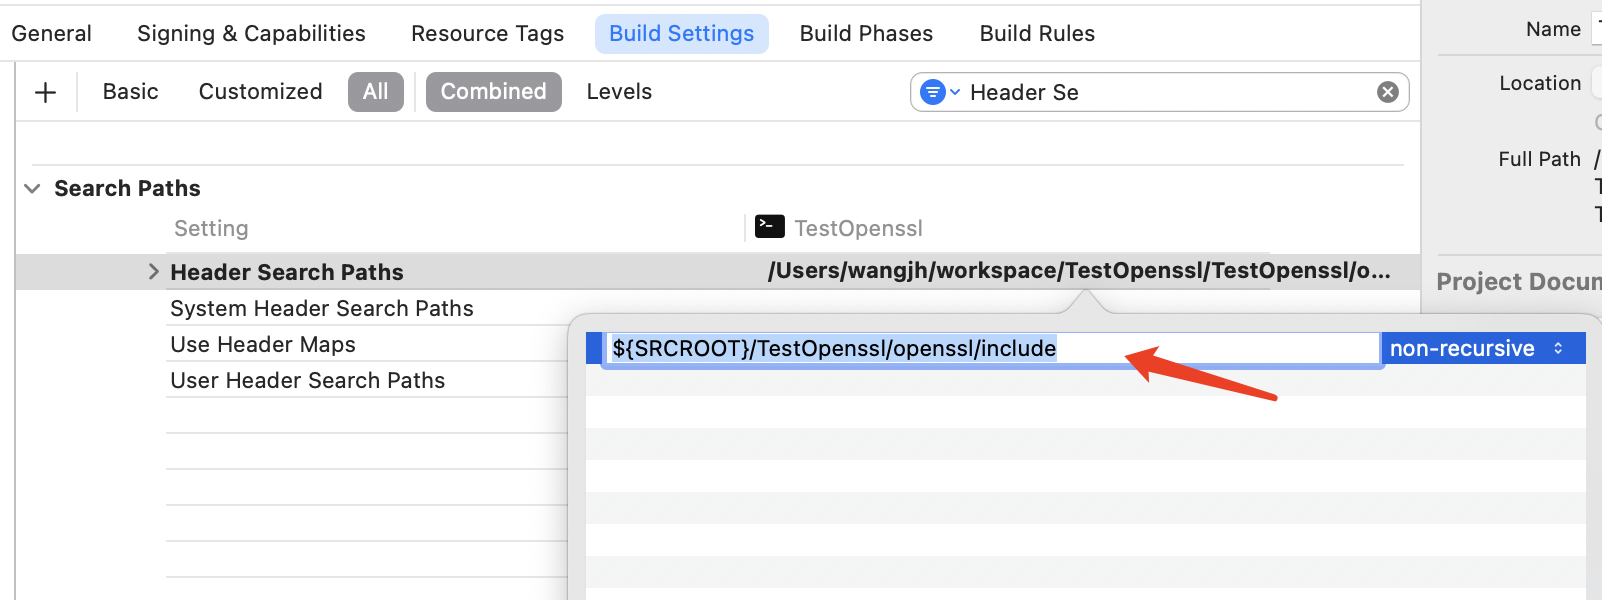 General Signing & Capabilities Resource Tags Build Settings Build Phases Build Rules
Name
+ Basic Customized All Combined Levels Header Se
Location
Full Path /
Search Paths
Setting TestOpenssl
Header Search Paths /Users/wangjh/workspace/TestOpenssl/TestOpenssl/o...
Project Docum
System Header Search Paths
Use Header Maps
User Header Search Paths
${SRCROOT}/TestOpenssl/openssl/include non-recursive